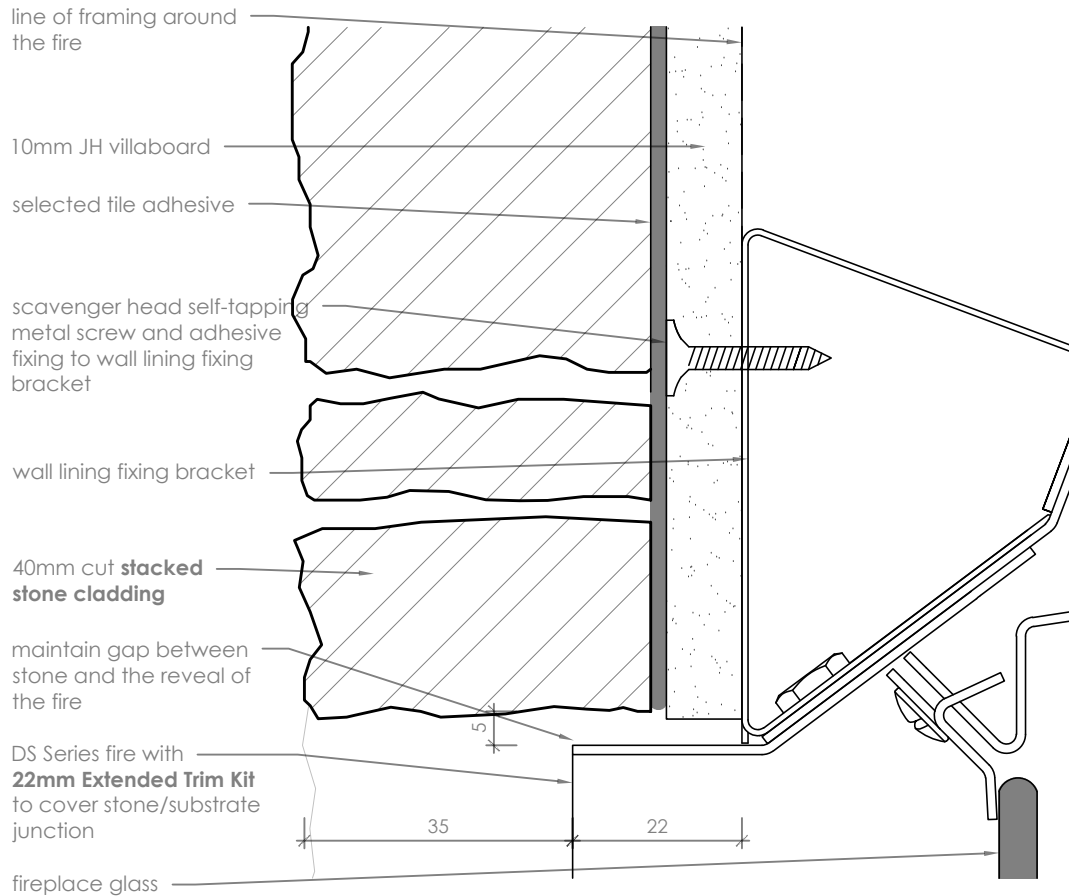 line of framing around
the fire
10mm JH villaboard
selected tile adhesive
scavenger head self-tapping
metal screw and adhesive
fixing to wall lining fixing
bracket
wall lining fixing bracket
40mm cut stacked
stone cladding
maintain gap between
stone and the reveal of
the fire
5
DS Series fire with
22mm Extended Trim Kit
to cover stone/substrate
junction
35
22
fireplace glass